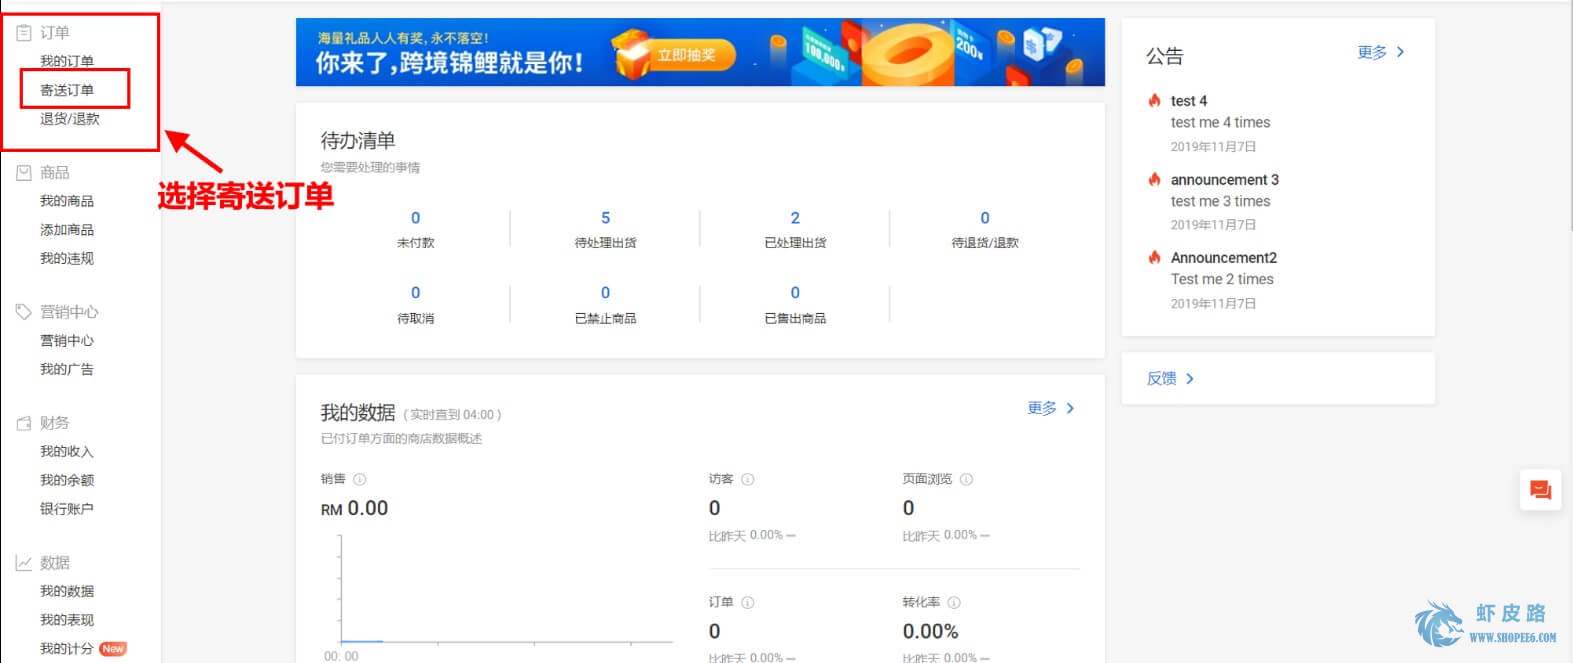 订单
我的订单
寄送订单
退货/退款
选择寄送订单
商品
我的商品
添加商品
我的违规
营销中心
营销中心
我的广告
财务
我的收入
我的余额
银行账户
数据
我的数据
我的表现
我的计分 New
海量礼品人人有奖,永不落空!
你来了,跨境锦鲤就是你!
立即抽奖
100,000份
200份
待办清单
您需要处理的事情
0
未付款
5
待处理出货
2
已处理出货
0
待退货/退款
0
待取消
0
已禁止商品
0
已售出商品
我的数据 ( 实时直到 04:00 )
更多
已付订单方面的商店数据概述
销售
RM 0.00
00: 00
访客
0
比昨天 0.00% –
页面浏览
0
比昨天 0.00% –
订单
0
比昨天 0.00% –
转化率
0.00%
比昨天 0.00% –
公告
更多
test 4
test me 4 times
2019年11月7日
announcement 3
test me 3 times
2019年11月7日
Announcement2
Test me 2 times
2019年11月7日
反馈
虾皮路
WWW.SHOPEE6.COM